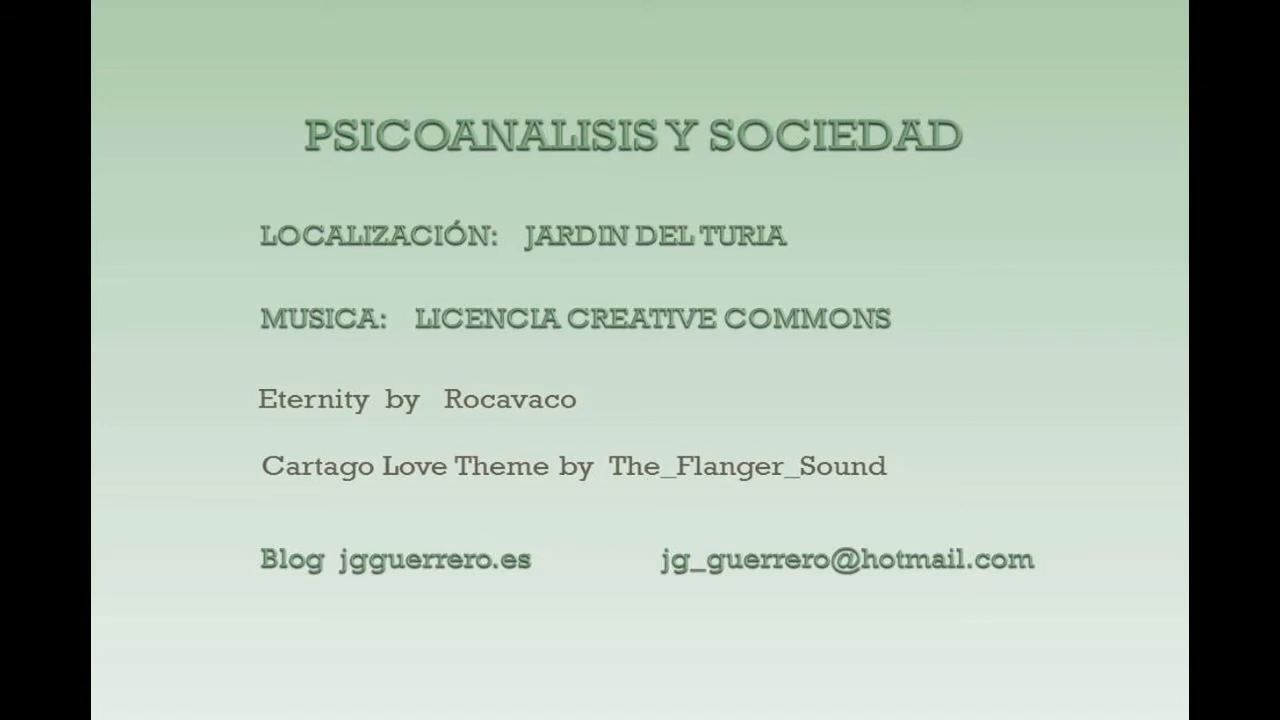 PSICOANALISIS Y SOCIEDAD
LOCALIZACIÓN: JARDIN DEL TURIA
MUSICA: LICENCIA CREATIVE COMMONS
Eternity by Rocavaco
Cartago Love Theme by The_Flanger_Sound
Blog jgguerrero.es jg_guerrero@hotmail.com